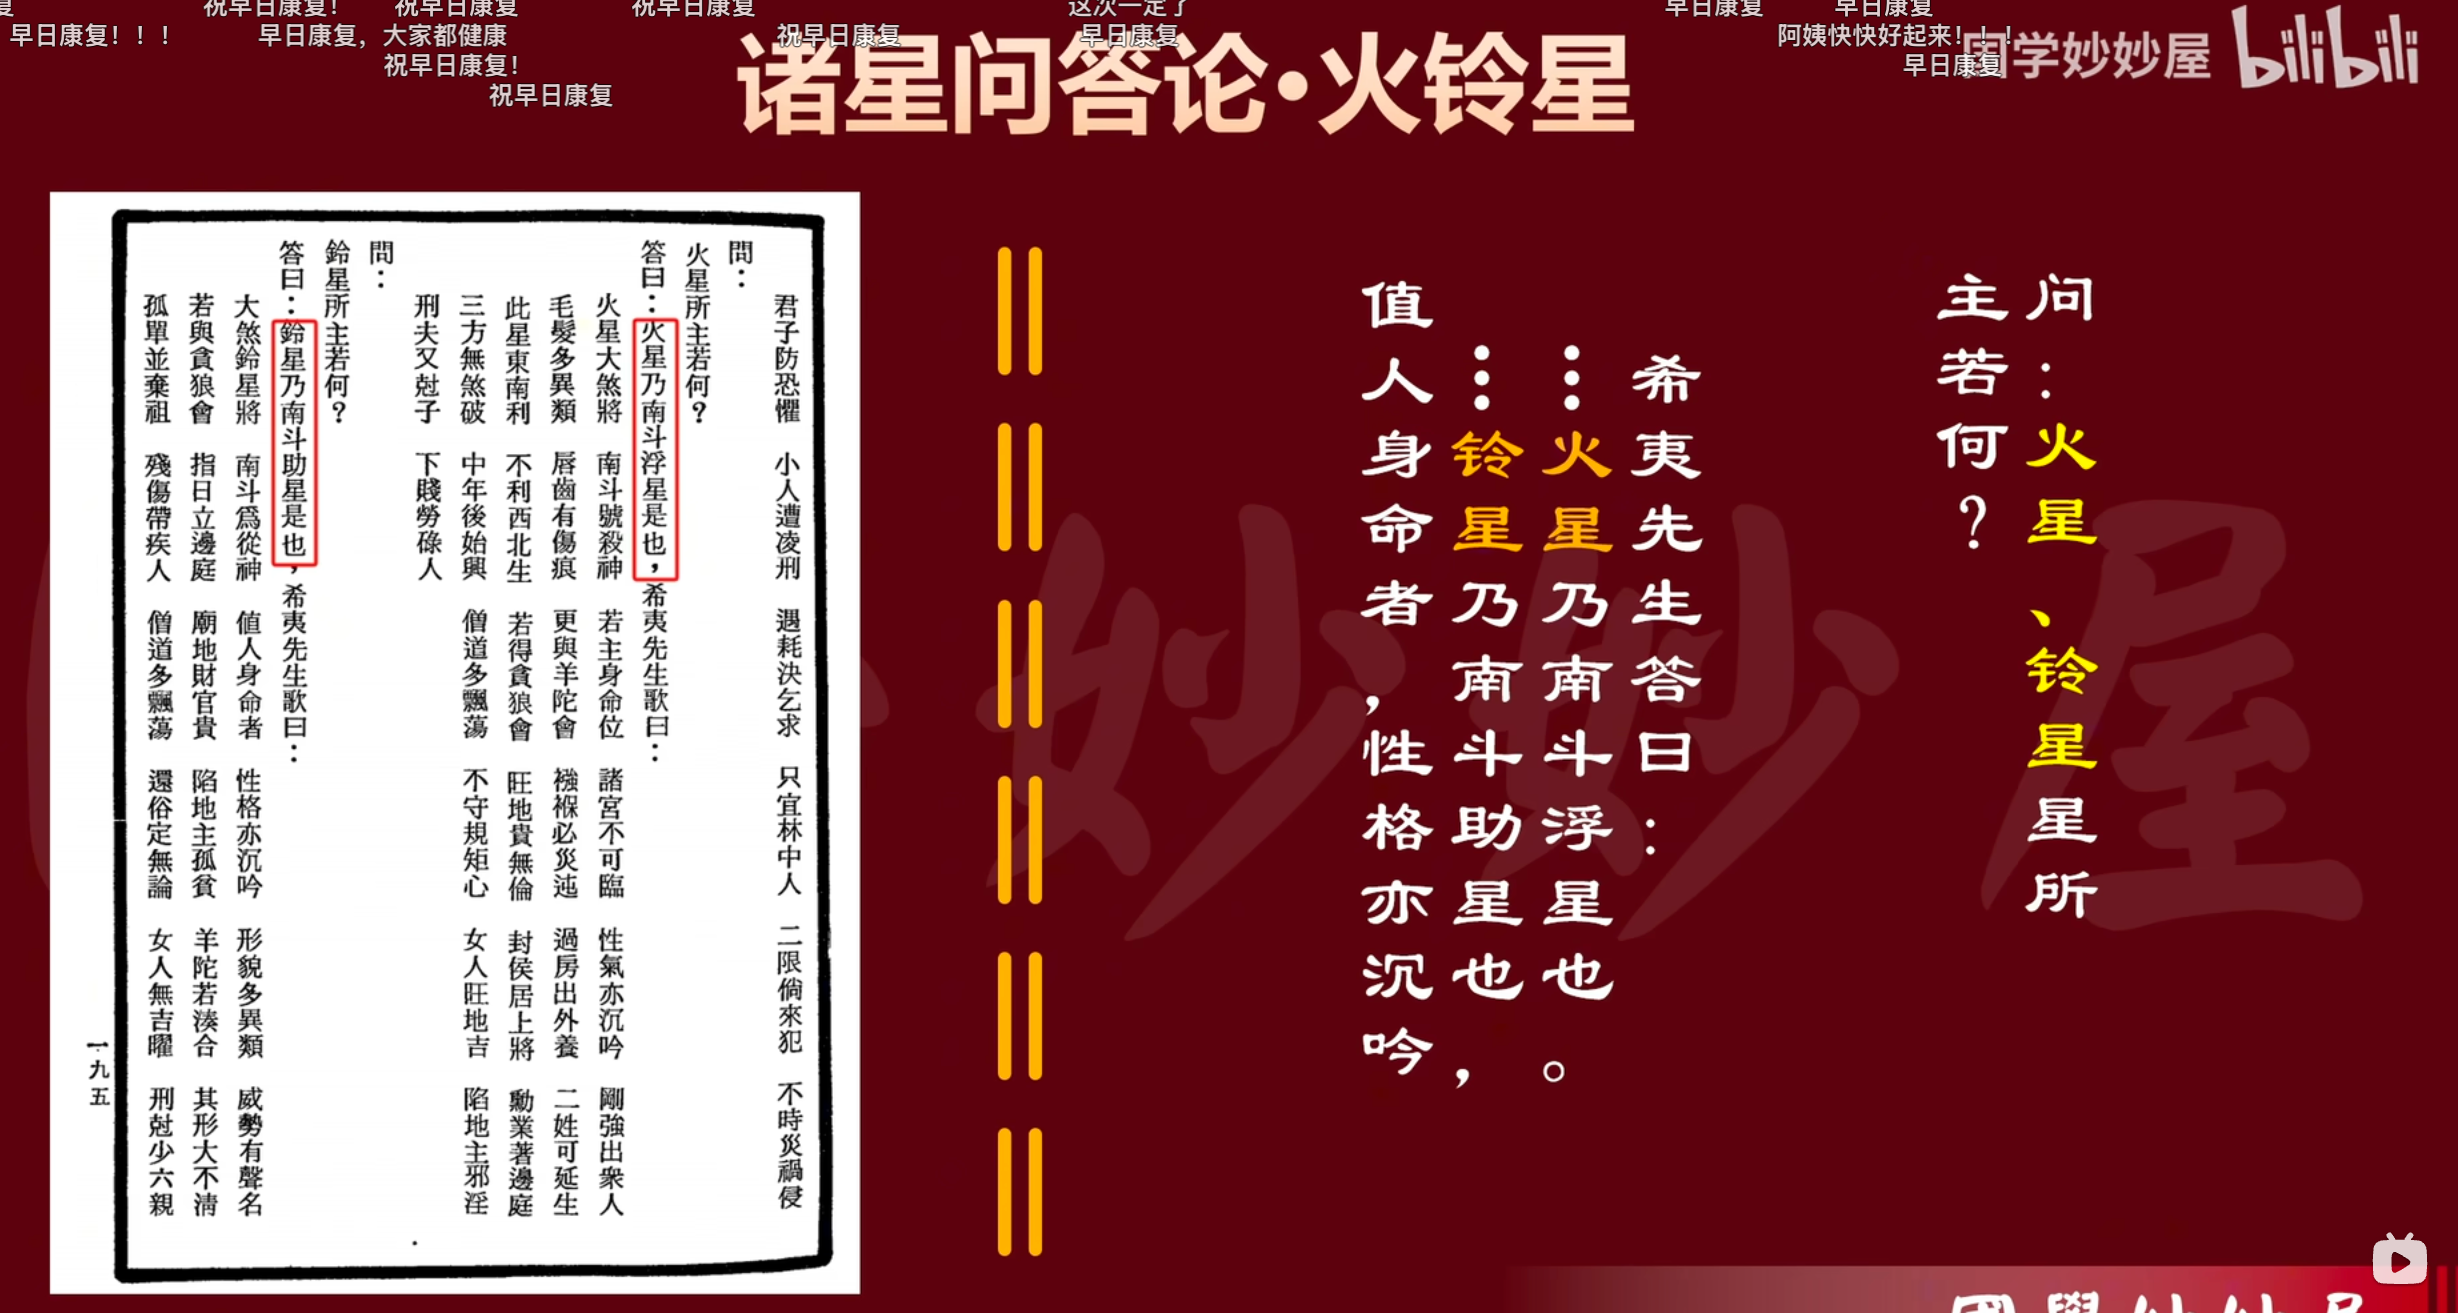 祝早日康复！
祝早日康复
祝早日康复
这次一定了
早日康复
早日康复
早日康复！！！
早日康复，大家都健康
祝早日康复
早日康复
阿姨快快好起来！！！
祝早日康复！
早日康复
祝早日康复
诸星问答论·火铃星
国学妙妙屋
bilibili
君子防恐懼 小人遭凌刑 遇耗決乞求 只宜林中人 二限倘來犯 不時災禍侵
問：
火星所主若何？
答曰：火星乃南斗浮星是也，希夷先生歌曰：
火星大煞將 南斗號殺神 若主身命位 諸宮不可臨 性氣亦沉吟 剛強出衆人
毛髮多異類 唇齒有傷痕 更與羊陀會 襁褓必災迍 過房出外養 二姓可延生
此星東南利 不利西北生 若得貪狼會 旺地貴無倫 封侯居上將 勳業著邊庭
三方無煞破 中年後始興 僧道多飄蕩 不守規矩心 女人旺地吉 陷地主邪淫
刑夫又尅子 下賤勞碌人
問：
鈴星所主若何？
答曰：鈴星乃南斗助星是也，希夷先生歌曰：
大煞鈴星將 南斗爲從神 值人身命者 性格亦沉吟 形貌多異類 威勢有聲名
若與貪狼會 指日立邊庭 廟地財官貴 陷地主孤貧 羊陀若湊合 其形大不淸
孤單並棄祖 殘傷帶疾人 僧道多飄蕩 還俗定無論 女人無吉曜 刑尅少六親
一九五
问：火星、铃星星所
主若何？
希夷先生答曰：
…火星乃南斗浮星也。
…铃星乃南斗助星也，
值人身命者，性格亦沉吟
妙妙屋
國學妙妙屋